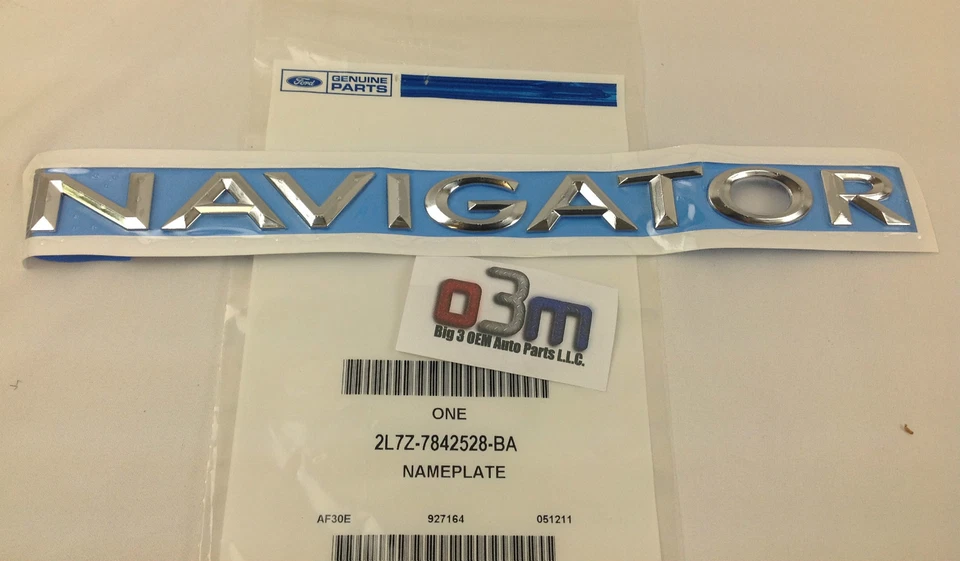 Ford
GENUINE
PARTS
NAVIGATOR
o3m
Big 3 OEM Auto Parts L.L.C.
ONE
2L7Z-7842528-BA
NAMEPLATE
AF30E 927164 051211